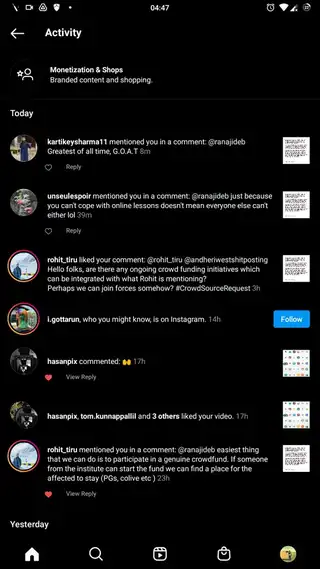 04:47
Activity
Monetization & Shops
Branded content and shopping.
Today
kartikeysharma11 mentioned you in a comment: @ranajideb
Greatest of all time, G.O.A.T 8m
Reply
unseulespoir mentioned you in a comment: @ranajideb just because
you can't cope with online lessons doesn't mean everyone else can't
either lol 39m
Reply
rohit_tiru liked your comment: @rohit_tiru @andheriwestshitposting
Hello folks, are there any ongoing crowd funding initiatives which
can be integrated with what Rohit is mentioning?
Perhaps we can join forces somehow? #CrowdSourceRequest 3h
i.gottarun, who you might know, is on Instagram. 14h
Follow
hasanpix commented: 🙌 17h
View Reply
hasanpix, tom.kunnappallil and 3 others liked your video. 17h
rohit_tiru mentioned you in a comment: @ranajideb easiest thing
that we can do is to participate in a genuine crowdfund. If someone
from the institute can start the fund we can find a place for the
affected to stay (PGs, colive etc ) 23h
View Reply
Yesterday